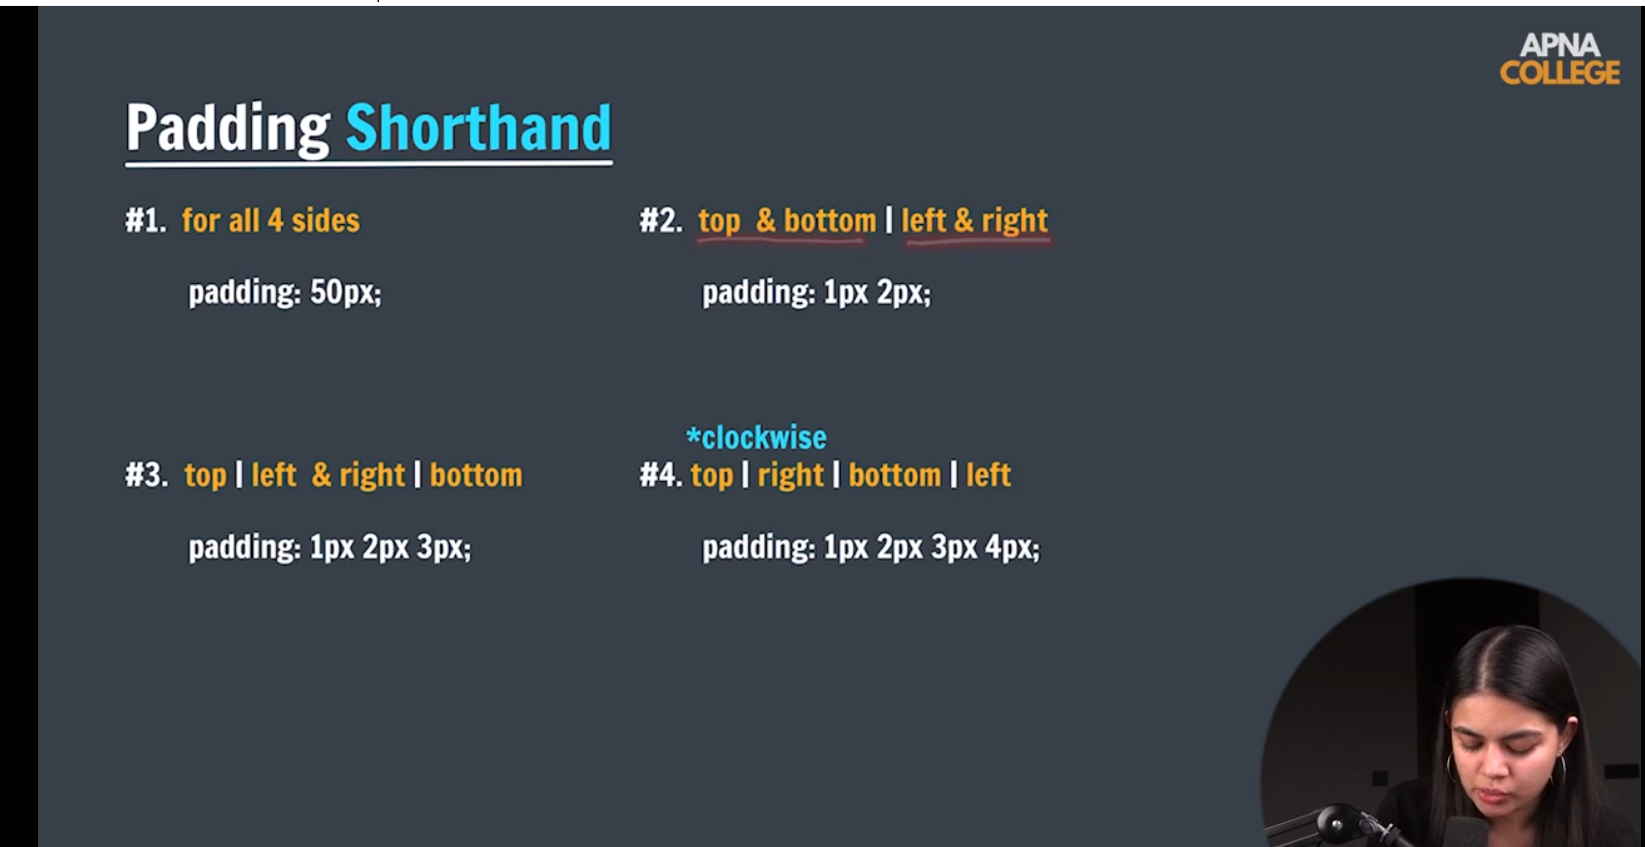 APNA
COLLEGE
Padding Shorthand
#1. for all 4 sides
padding: 50px;
#2. top & bottom | left & right
padding: 1px 2px;
#3. top | left & right | bottom
padding: 1px 2px 3px;
*clockwise
#4. top | right | bottom | left
padding: 1px 2px 3px 4px;